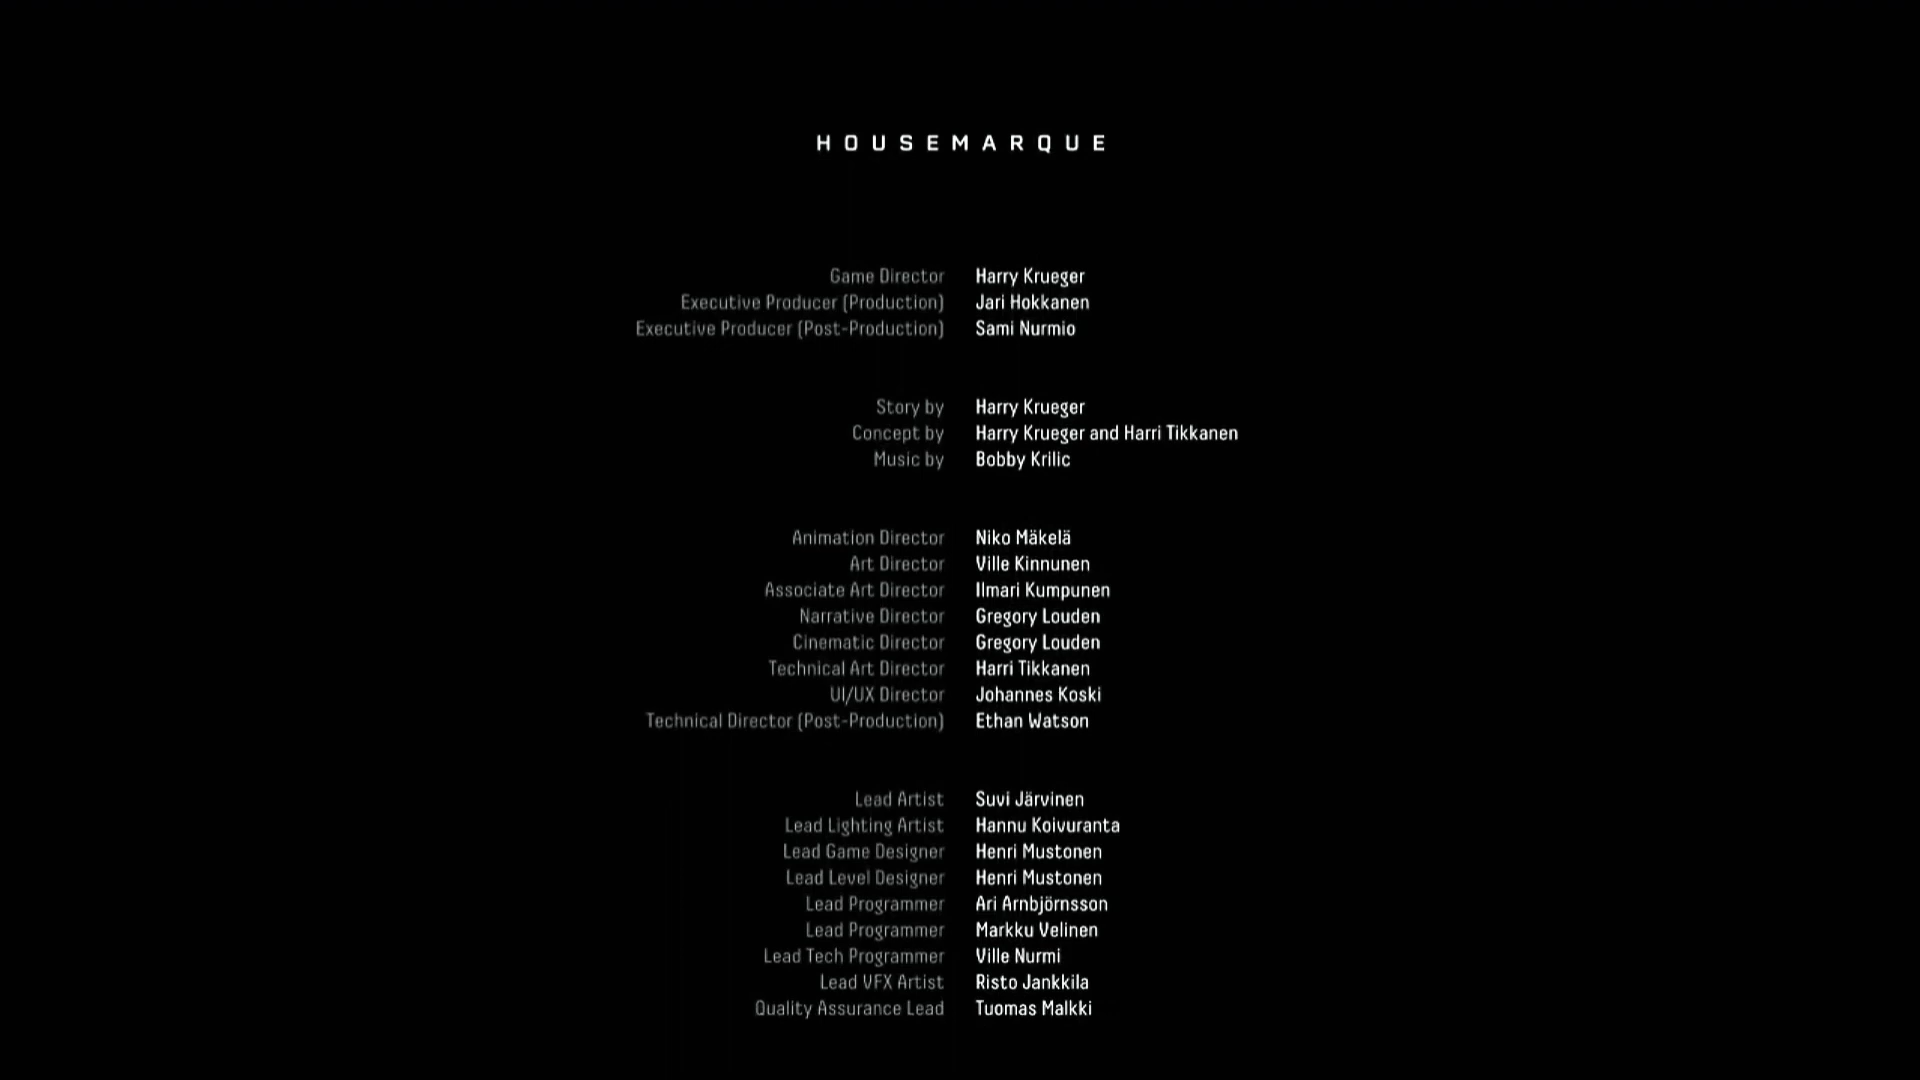 HOUSEMARQUE
Game Director Harry Krueger
Executive Producer (Production) Jari Hokkanen
Executive Producer (Post-Production) Sami Nurmio
Story by Harry Krueger
Concept by Harry Krueger and Harri Tikkanen
Music by Bobby Krilic
Animation Director Niko Mäkelä
Art Director Ville Kinnunen
Associate Art Director Ilmari Kumpunen
Narrative Director Gregory Louden
Cinematic Director Gregory Louden
Technical Art Director Harri Tikkanen
UI/UX Director Johannes Koski
Technical Director (Post-Production) Ethan Watson
Lead Artist Suvi Järvinen
Lead Lighting Artist Hannu Koivuranta
Lead Game Designer Henri Mustonen
Lead Level Designer Henri Mustonen
Lead Programmer Ari Arnbjörnsson
Lead Programmer Markku Velinen
Lead Tech Programmer Ville Nurmi
Lead VFX Artist Risto Jankkila
Quality Assurance Lead Tuomas Malkki